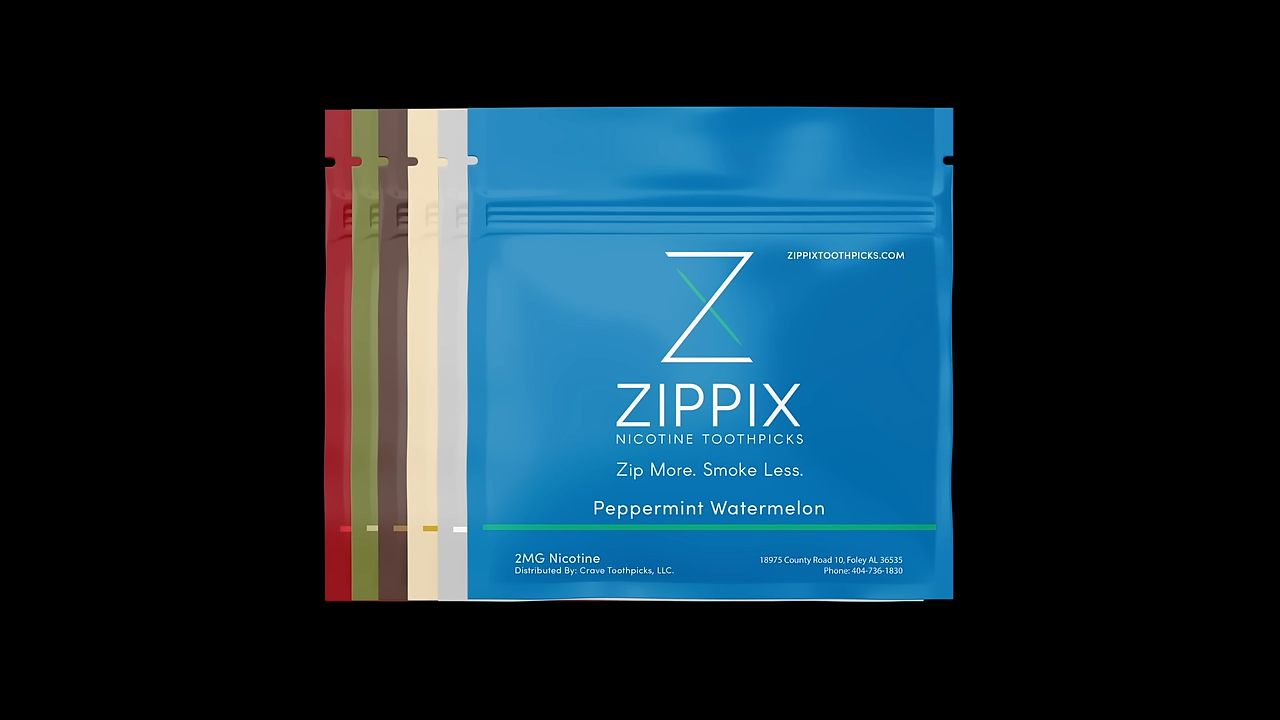 ZIPPIXTOOTHPICKS.COM
ZIPPIX
NICOTINE TOOTHPICKS
Zip More. Smoke Less.
Peppermint Watermelon
2MG Nicotine
Distributed By: Crave Toothpicks, LLC.
18975 County Road 10, Foley AL 36535
Phone: 404-736-1830